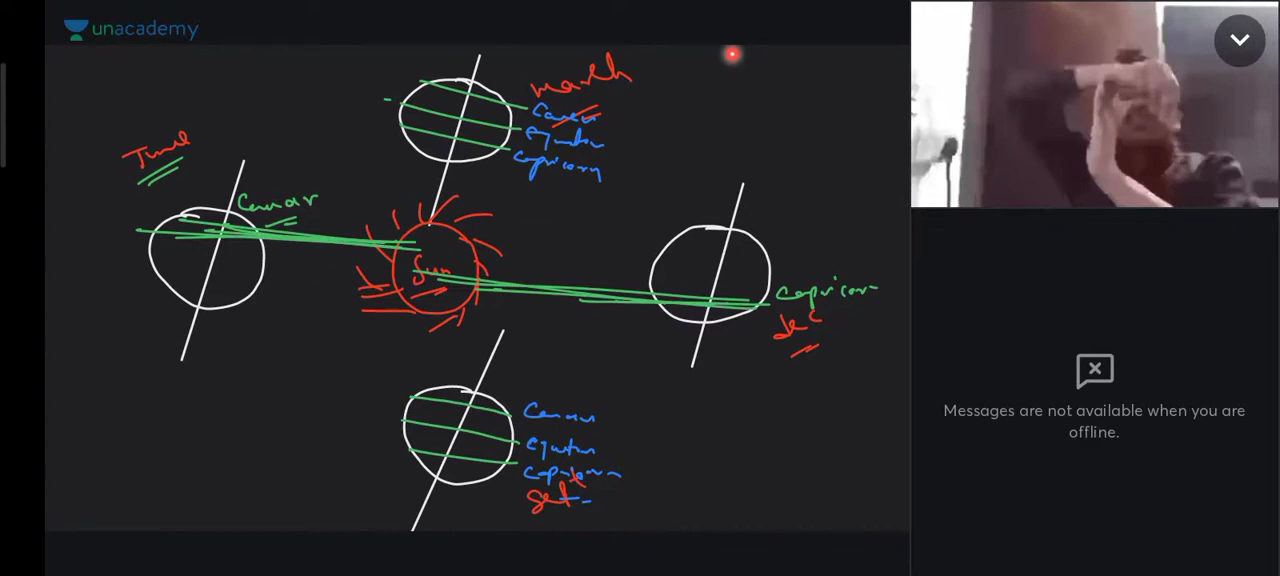 unacademy
March
Cancer
Equator
Capricorn
June
Cancer
Sun
Capricorn
dec
Cancer
Equator
Capricorn
Set
Messages are not available when you are
offline.